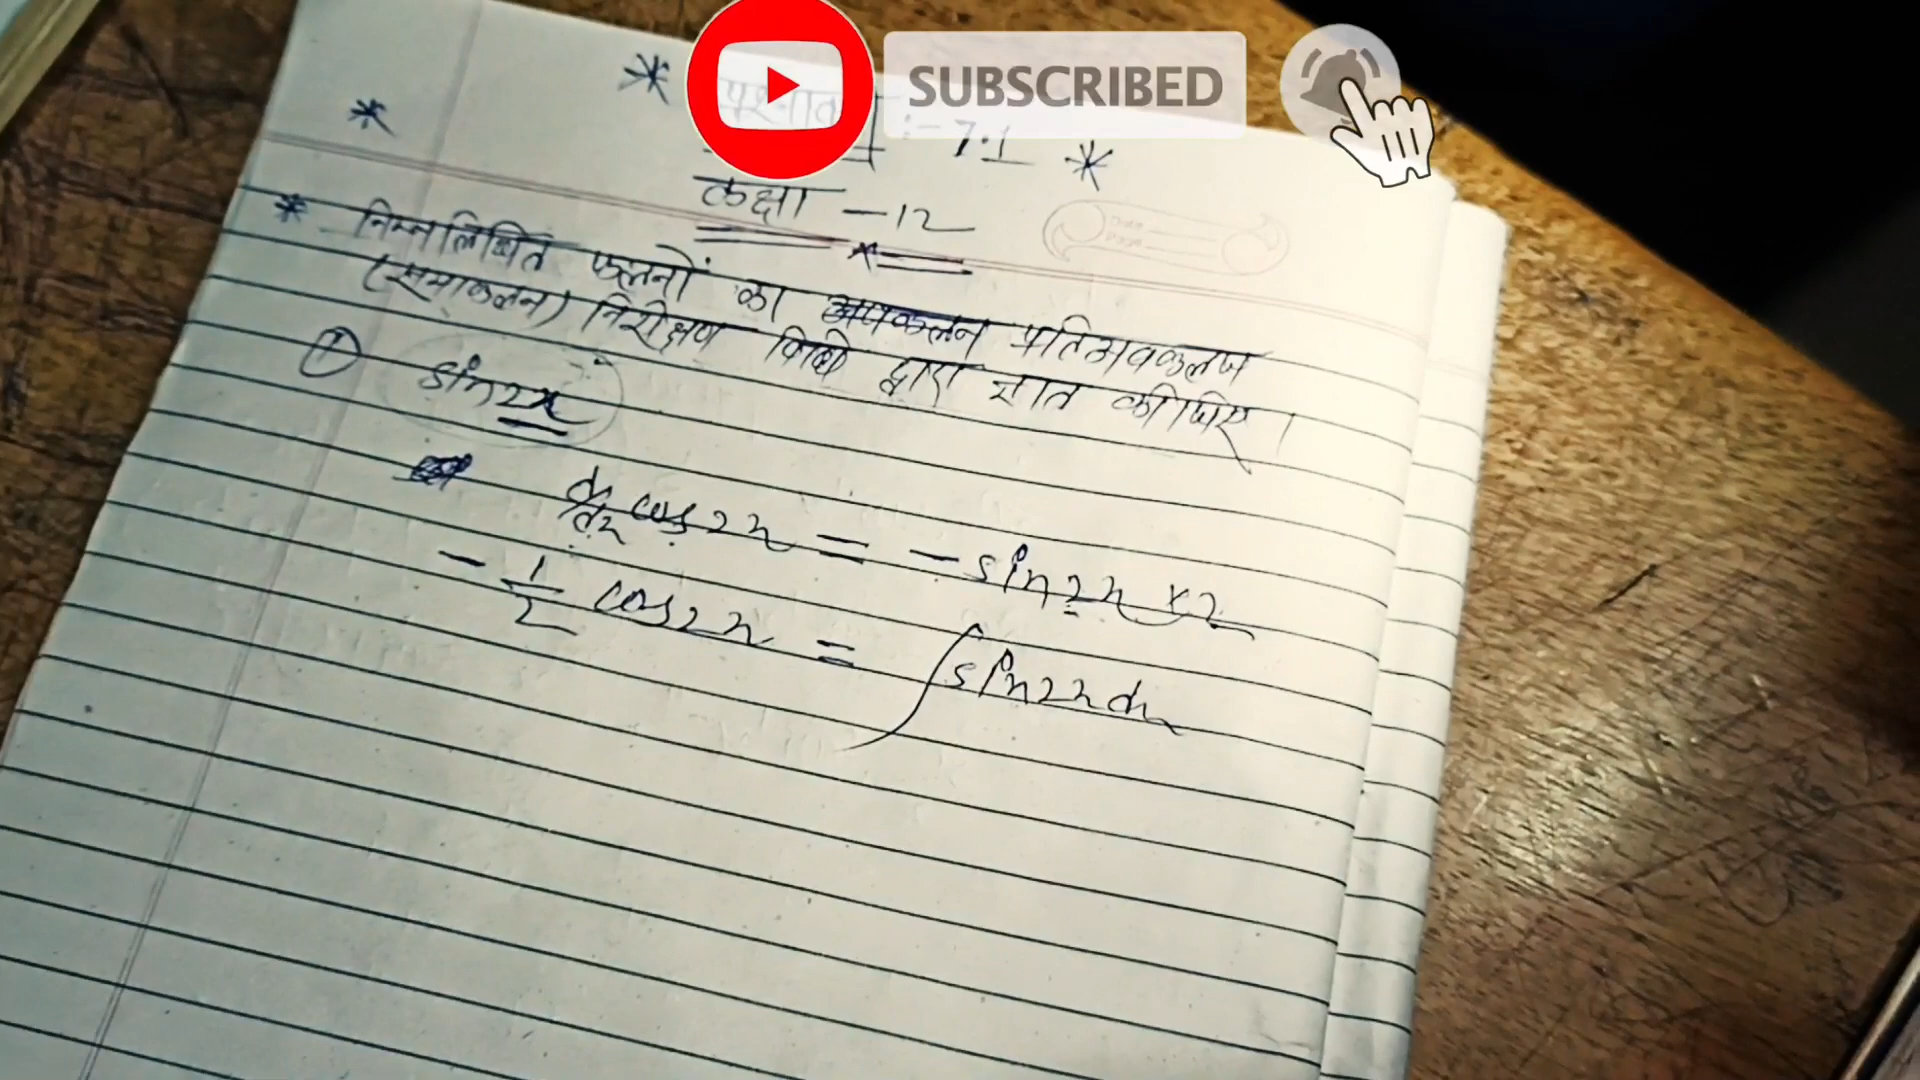 SUBSCRIBED
* प्रश्नावली :- 7.1 *
*
कक्षा - 12
* निम्नलिखित फलनों का प्रतिअवकलज
(समाकलन) निरीक्षण विधि द्वारा ज्ञात कीजिए।
① sin2x
d/dx cos2x = - sin2x × 2
- 1/2 cos2x = ∫sin2x dx